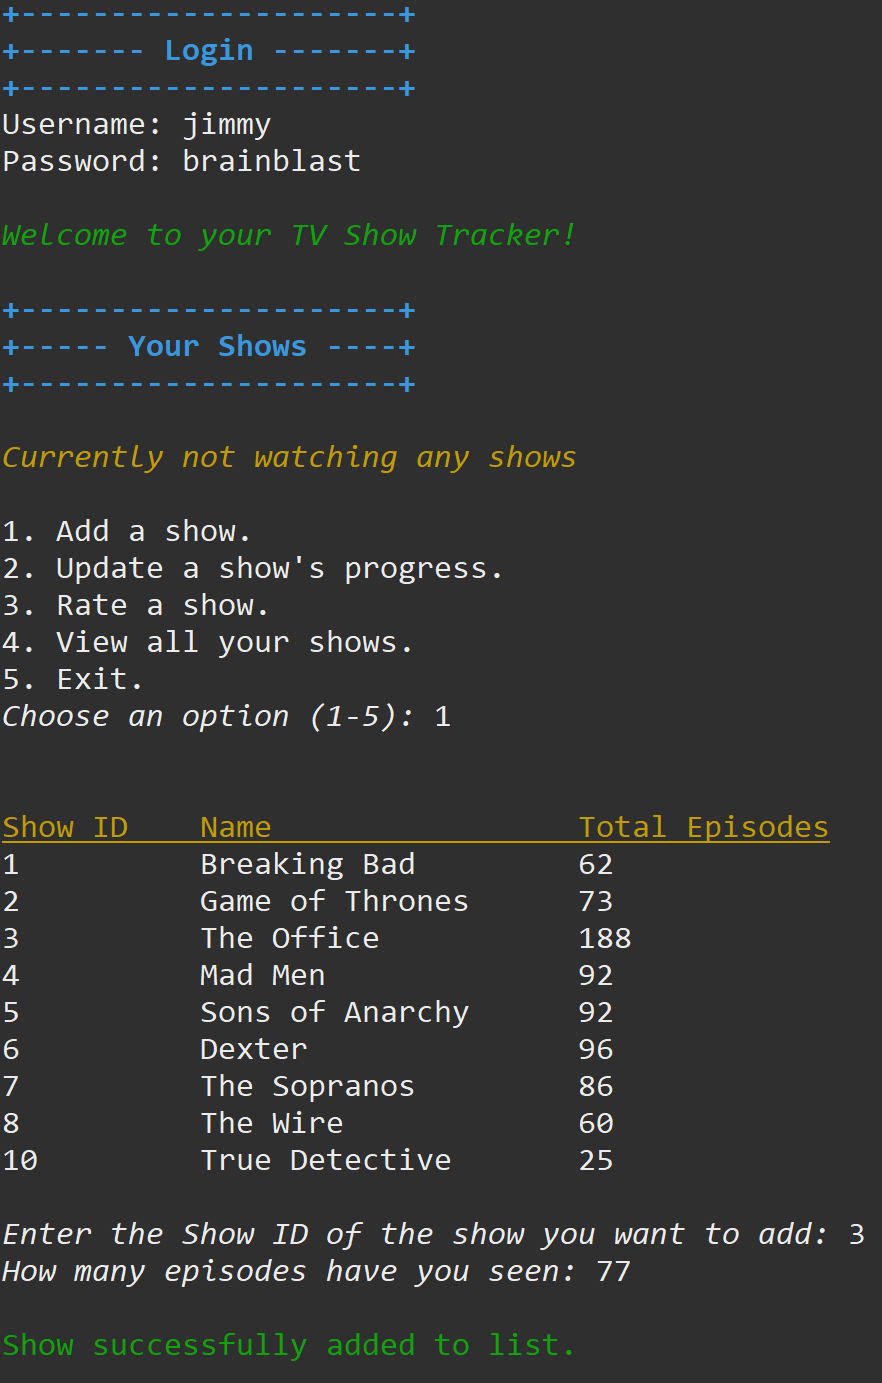 +---------------------+
+------- Login -------+
+---------------------+
Username: jimmy
Password: brainblast
Welcome to your TV Show Tracker!
+---------------------+
+----- Your Shows ----+
+---------------------+
Currently not watching any shows
1. Add a show.
2. Update a show's progress.
3. Rate a show.
4. View all your shows.
5. Exit.
Choose an option (1-5): 1
Show ID    Name                 Total Episodes
1          Breaking Bad         62
2          Game of Thrones      73
3          The Office           188
4          Mad Men              92
5          Sons of Anarchy      92
6          Dexter               96
7          The Sopranos         86
8          The Wire             60
10         True Detective       25
Enter the Show ID of the show you want to add: 3
How many episodes have you seen: 77
Show successfully added to list.